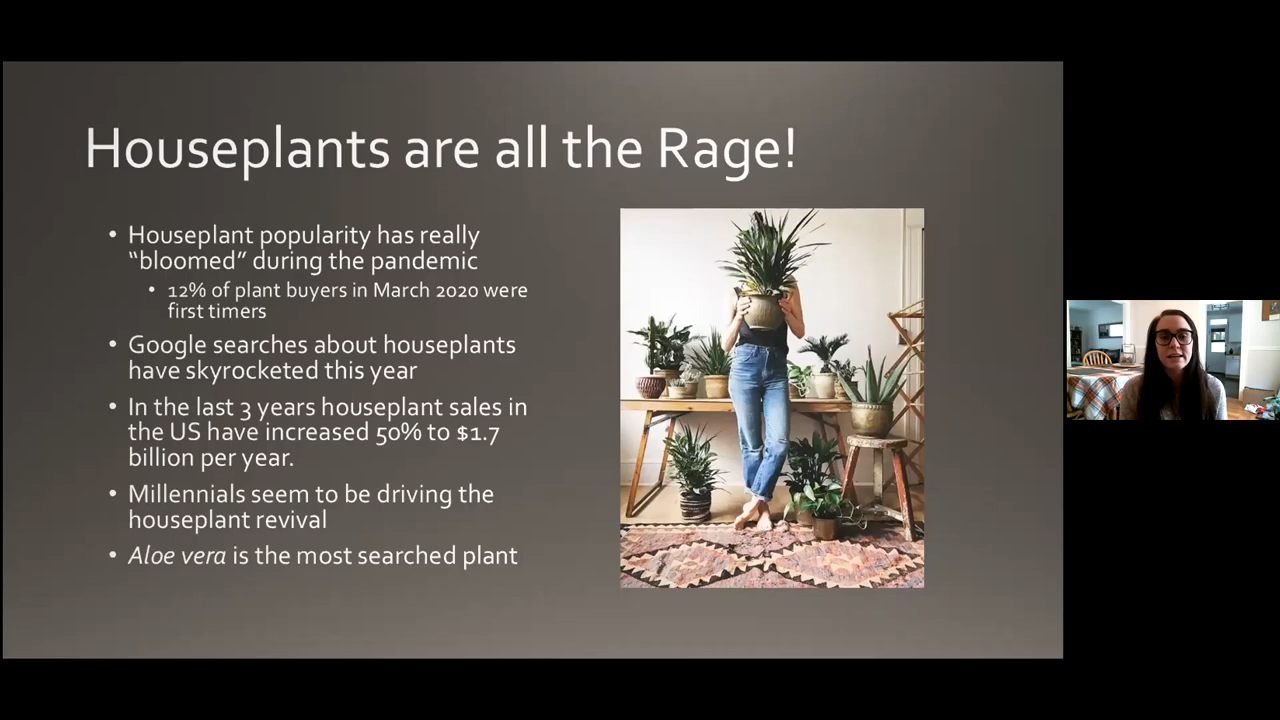 Houseplants are all the Rage!
• Houseplant popularity has really
“bloomed” during the pandemic
• 12% of plant buyers in March 2020 were
first timers
• Google searches about houseplants
have skyrocketed this year
• In the last 3 years houseplant sales in
the US have increased 50% to $1.7
billion per year.
• Millennials seem to be driving the
houseplant revival
• Aloe vera is the most searched plant